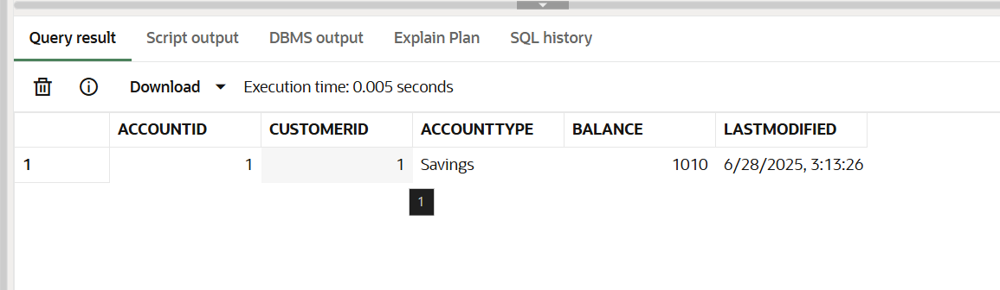 Query result Script output DBMS output Explain Plan SQL history
Download Execution time: 0.005 seconds
ACCOUNTID CUSTOMERID ACCOUNTTYPE BALANCE LASTMODIFIED
1 1 1 Savings 1010 6/28/2025, 3:13:26
1